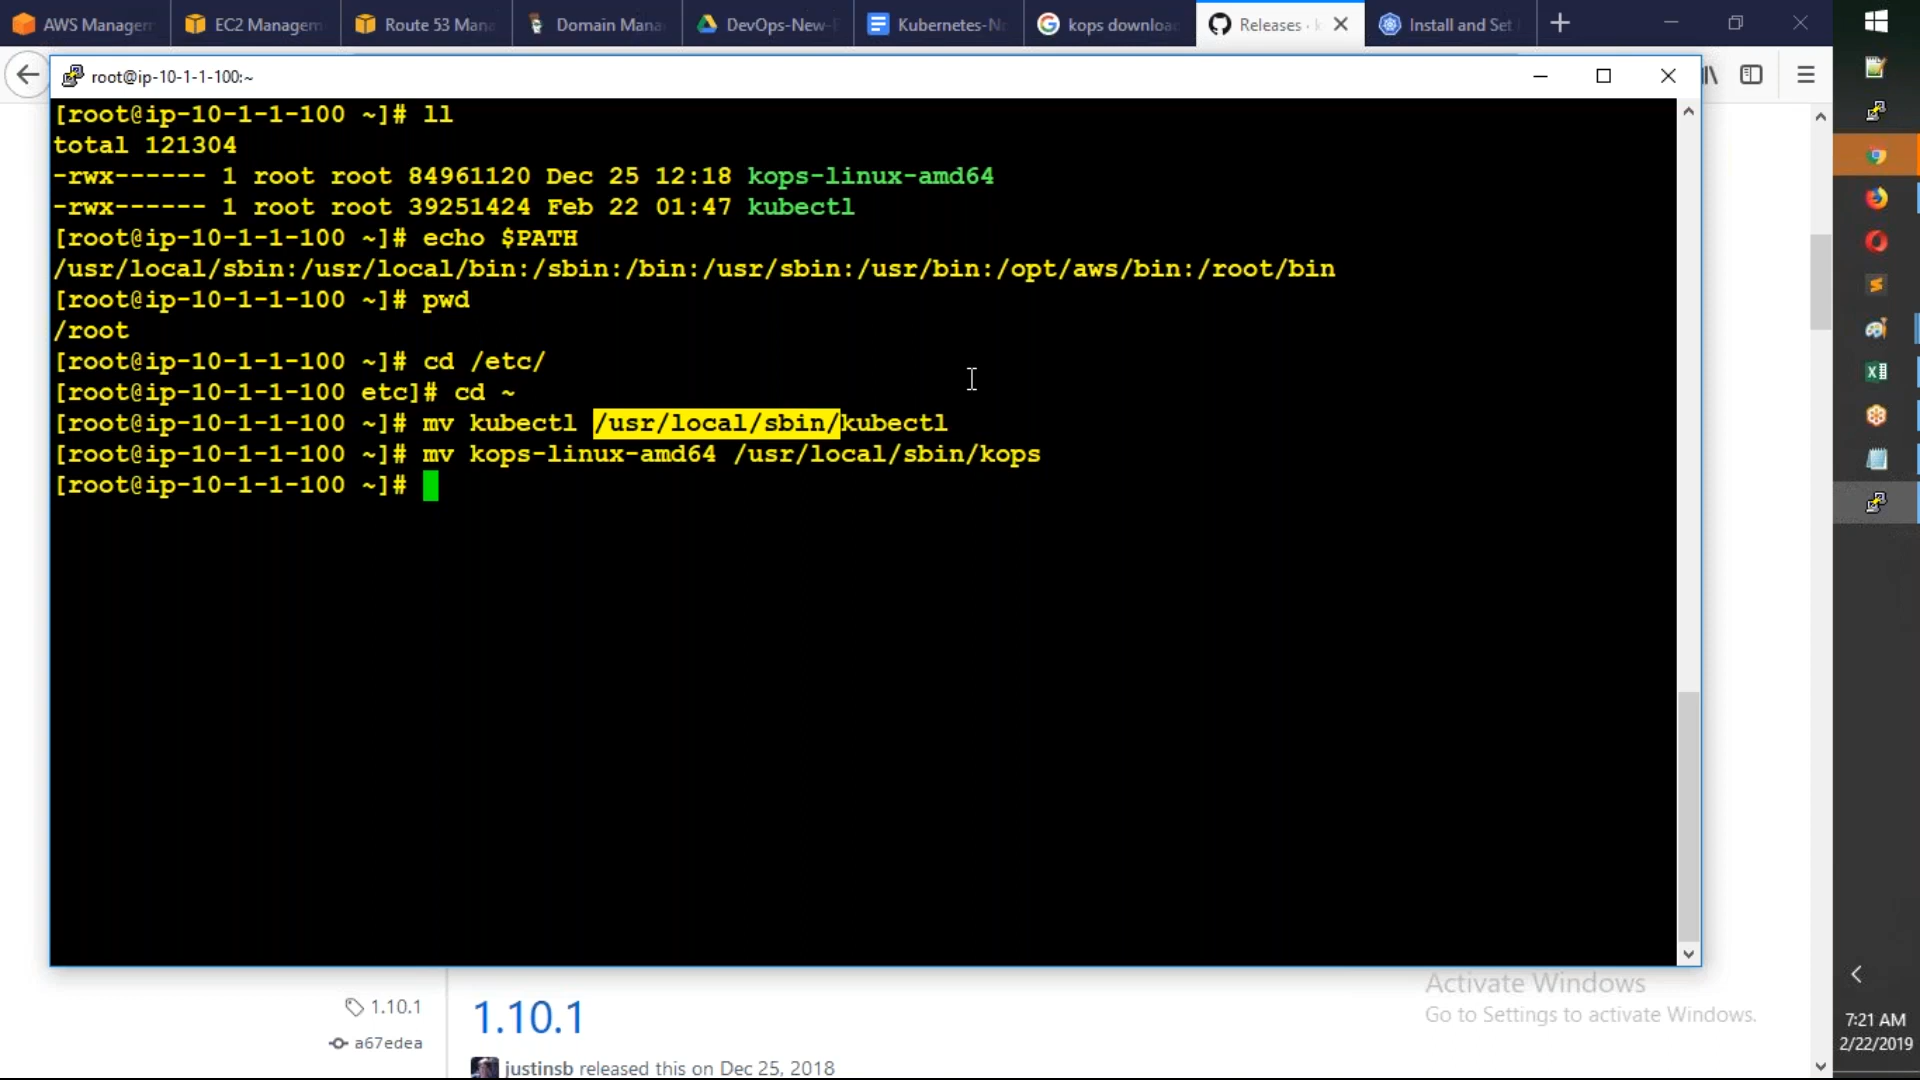 AWS Managem
EC2 Managem
Route 53 Mana
Domain Mana
DevOps-New-
Kubernetes-N
kops downloa
Releases · k
Install and Set
root@ip-10-1-1-100:~
[root@ip-10-1-1-100 ~]# ll
total 121304
-rwx------ 1 root root 84961120 Dec 25 12:18 kops-linux-amd64
-rwx------ 1 root root 39251424 Feb 22 01:47 kubectl
[root@ip-10-1-1-100 ~]# echo $PATH
/usr/local/sbin:/usr/local/bin:/sbin:/bin:/usr/sbin:/usr/bin:/opt/aws/bin:/root/bin
[root@ip-10-1-1-100 ~]# pwd
/root
[root@ip-10-1-1-100 ~]# cd /etc/
[root@ip-10-1-1-100 etc]# cd ~
[root@ip-10-1-1-100 ~]# mv kubectl /usr/local/sbin/kubectl
[root@ip-10-1-1-100 ~]# mv kops-linux-amd64 /usr/local/sbin/kops
[root@ip-10-1-1-100 ~]#
1.10.1
a67edea
1.10.1
justinsb released this on Dec 25, 2018
Activate Windows
Go to Settings to activate Windows.
7:21 AM
2/22/2019